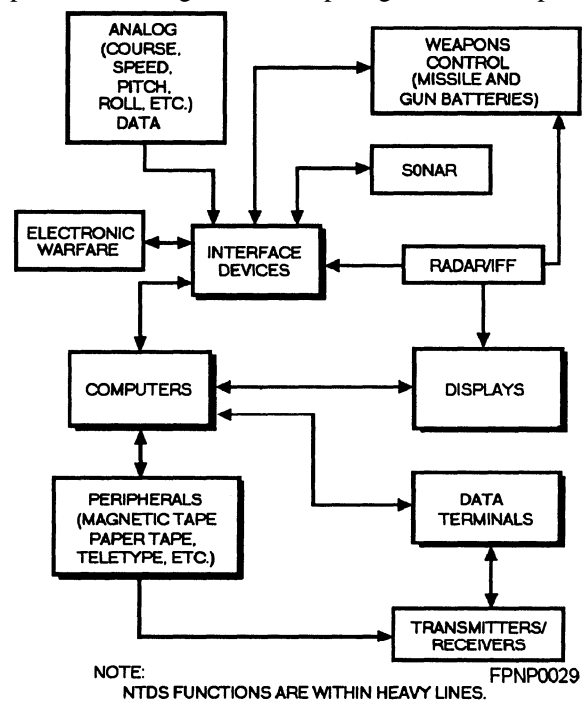 ANALOG
(COURSE,
SPEED,
PITCH,
ROLL, ETC.)
DATA
WEAPONS
CONTROL
(MISSILE AND
GUN BATTERIES)
SONAR
ELECTRONIC
WARFARE
INTERFACE
DEVICES
RADAR/IFF
COMPUTERS
DISPLAYS
PERIPHERALS
(MAGNETIC TAPE
PAPER TAPE,
TELETYPE, ETC.)
DATA
TERMINALS
TRANSMITTERS/
RECEIVERS
FPNP0029
NOTE:
NTDS FUNCTIONS ARE WITHIN HEAVY LINES.